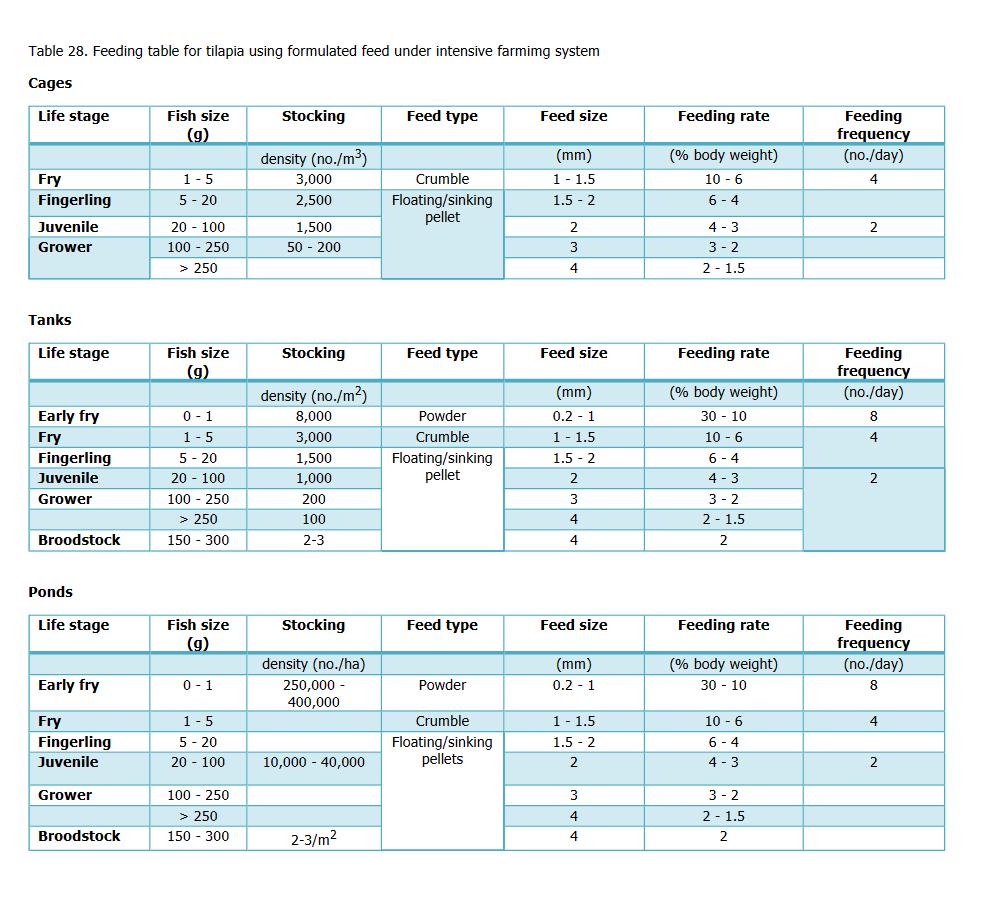 Table 28. Feeding table for tilapia using formulated feed under intensive farmimg system
Cages
Life stage Fish size Stocking Feed type Feed size Feeding rate Feeding
(g) frequency
density (no./m³) (mm) (% body weight) (no./day)
Fry 1 - 5 3,000 Crumble 1 - 1.5 10 - 6 4
Fingerling 5 - 20 2,500 Floating/sinking 1.5 - 2 6 - 4
pellet
Juvenile 20 - 100 1,500 2 4 - 3 2
Grower 100 - 250 50 - 200 3 3 - 2
> 250 4 2 - 1.5
Tanks
Life stage Fish size Stocking Feed type Feed size Feeding rate Feeding
(g) frequency
density (no./m²) (mm) (% body weight) (no./day)
Early fry 0 - 1 8,000 Powder 0.2 - 1 30 - 10 8
Fry 1 - 5 3,000 Crumble 1 - 1.5 10 - 6 4
Fingerling 5 - 20 1,500 Floating/sinking 1.5 - 2 6 - 4
Juvenile 20 - 100 1,000 pellet 2 4 - 3 2
Grower 100 - 250 200 3 3 - 2
> 250 100 4 2 - 1.5
Broodstock 150 - 300 2-3 4 2
Ponds
Life stage Fish size Stocking Feed type Feed size Feeding rate Feeding
(g) frequency
density (no./ha) (mm) (% body weight) (no./day)
Early fry 0 - 1 250,000 - Powder 0.2 - 1 30 - 10 8
400,000
Fry 1 - 5 Crumble 1 - 1.5 10 - 6 4
Fingerling 5 - 20 Floating/sinking 1.5 - 2 6 - 4
Juvenile 20 - 100 10,000 - 40,000 pellets 2 4 - 3 2
Grower 100 - 250 3 3 - 2
> 250 4 2 - 1.5
Broodstock 150 - 300 2-3/m² 4 2